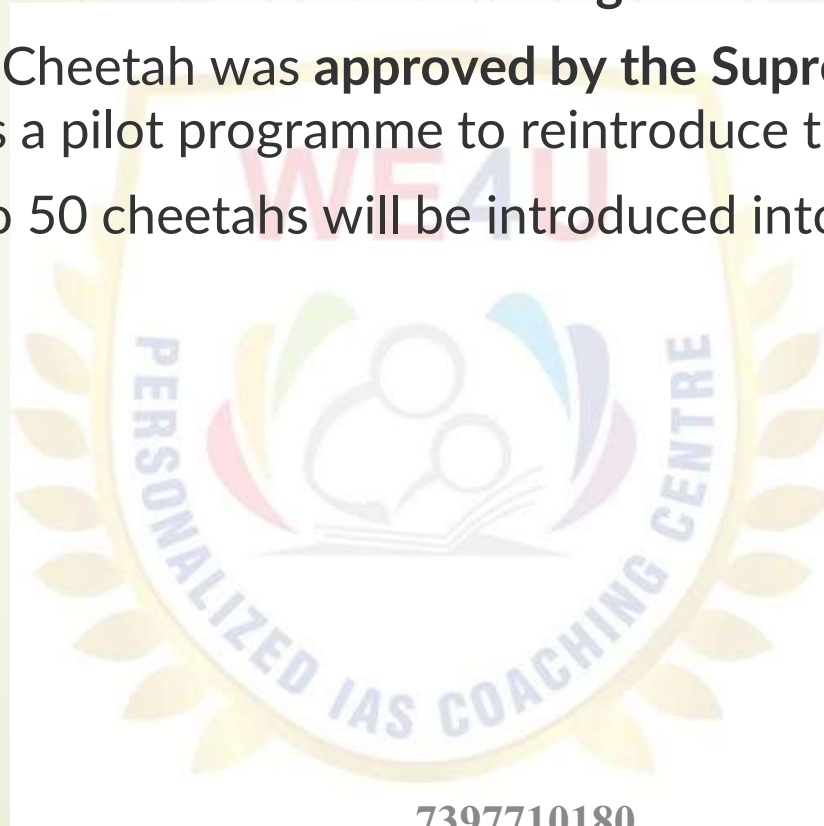 Cheetah was approved by the Supr
s a pilot programme to reintroduce t
o 50 cheetahs will be introduced into
WE4U
PERSONALIZED IAS COACHING CENTRE
7397710180